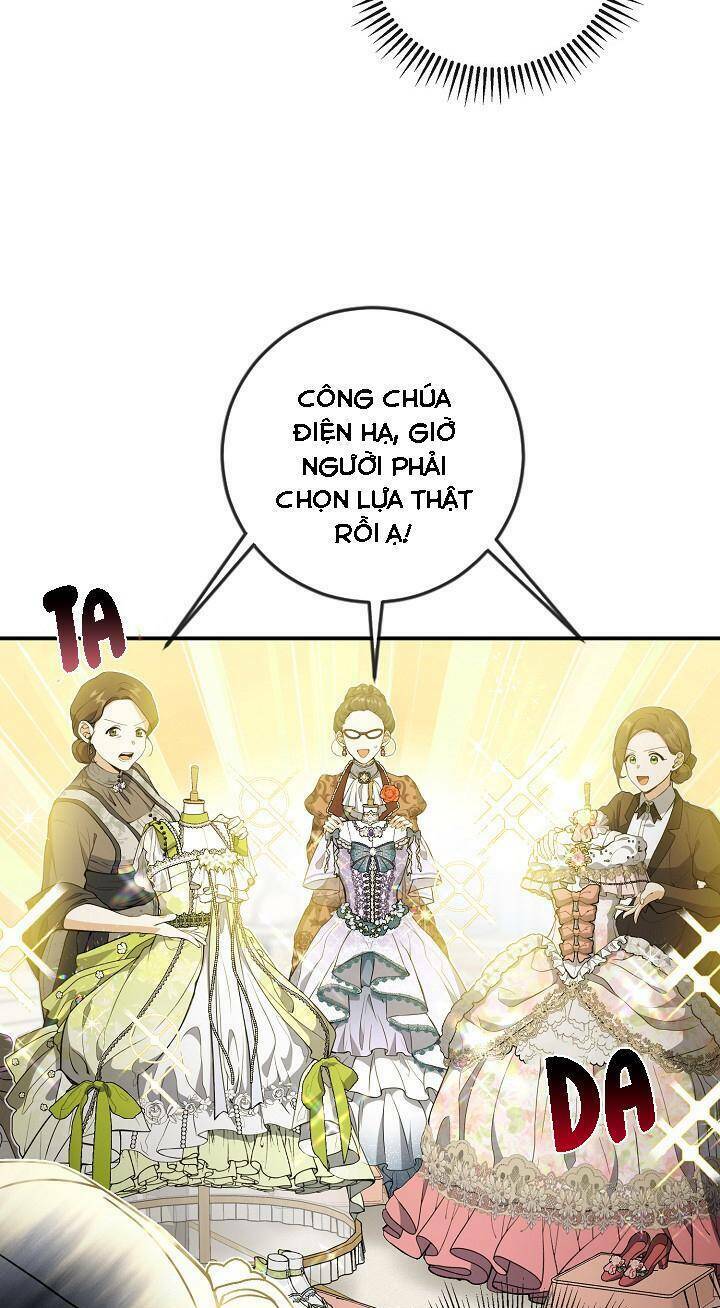 CÔNG CHÚA
ĐIỆN HẠ, GIỜ
NGƯỜI PHẢI
CHỌN LỰA THẬT
RỒI Ạ!
TA
DA